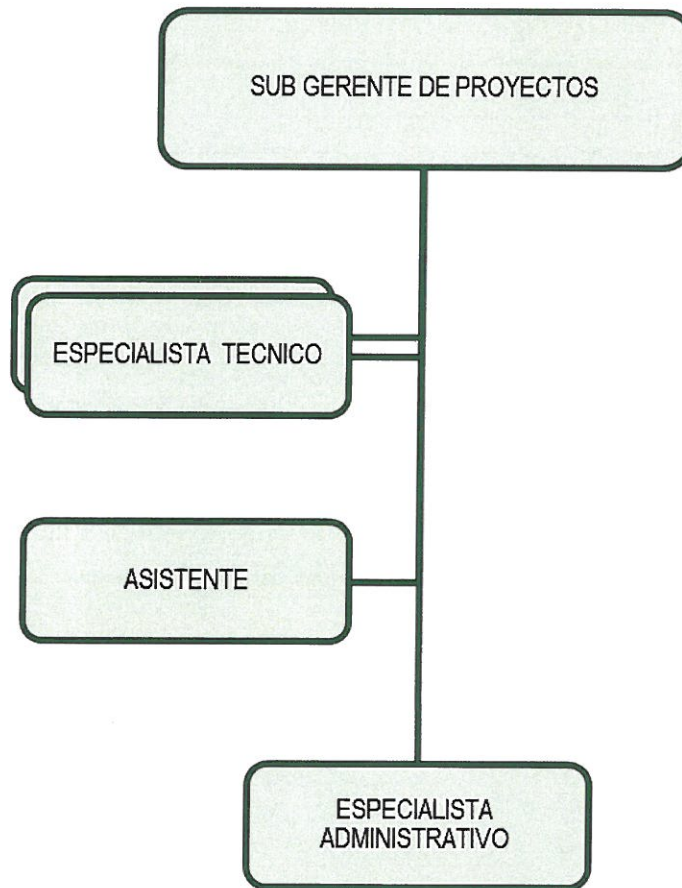 SUB GERENTE DE PROYECTOS
ESPECIALISTA TECNICO
ASISTENTE
ESPECIALISTA
ADMINISTRATIVO